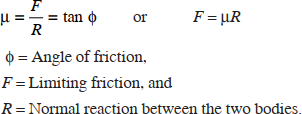 μ = F/R = tan ϕ or F = μR
ϕ = Angle of friction,
F = Limiting friction, and
R = Normal reaction between the two bodies.